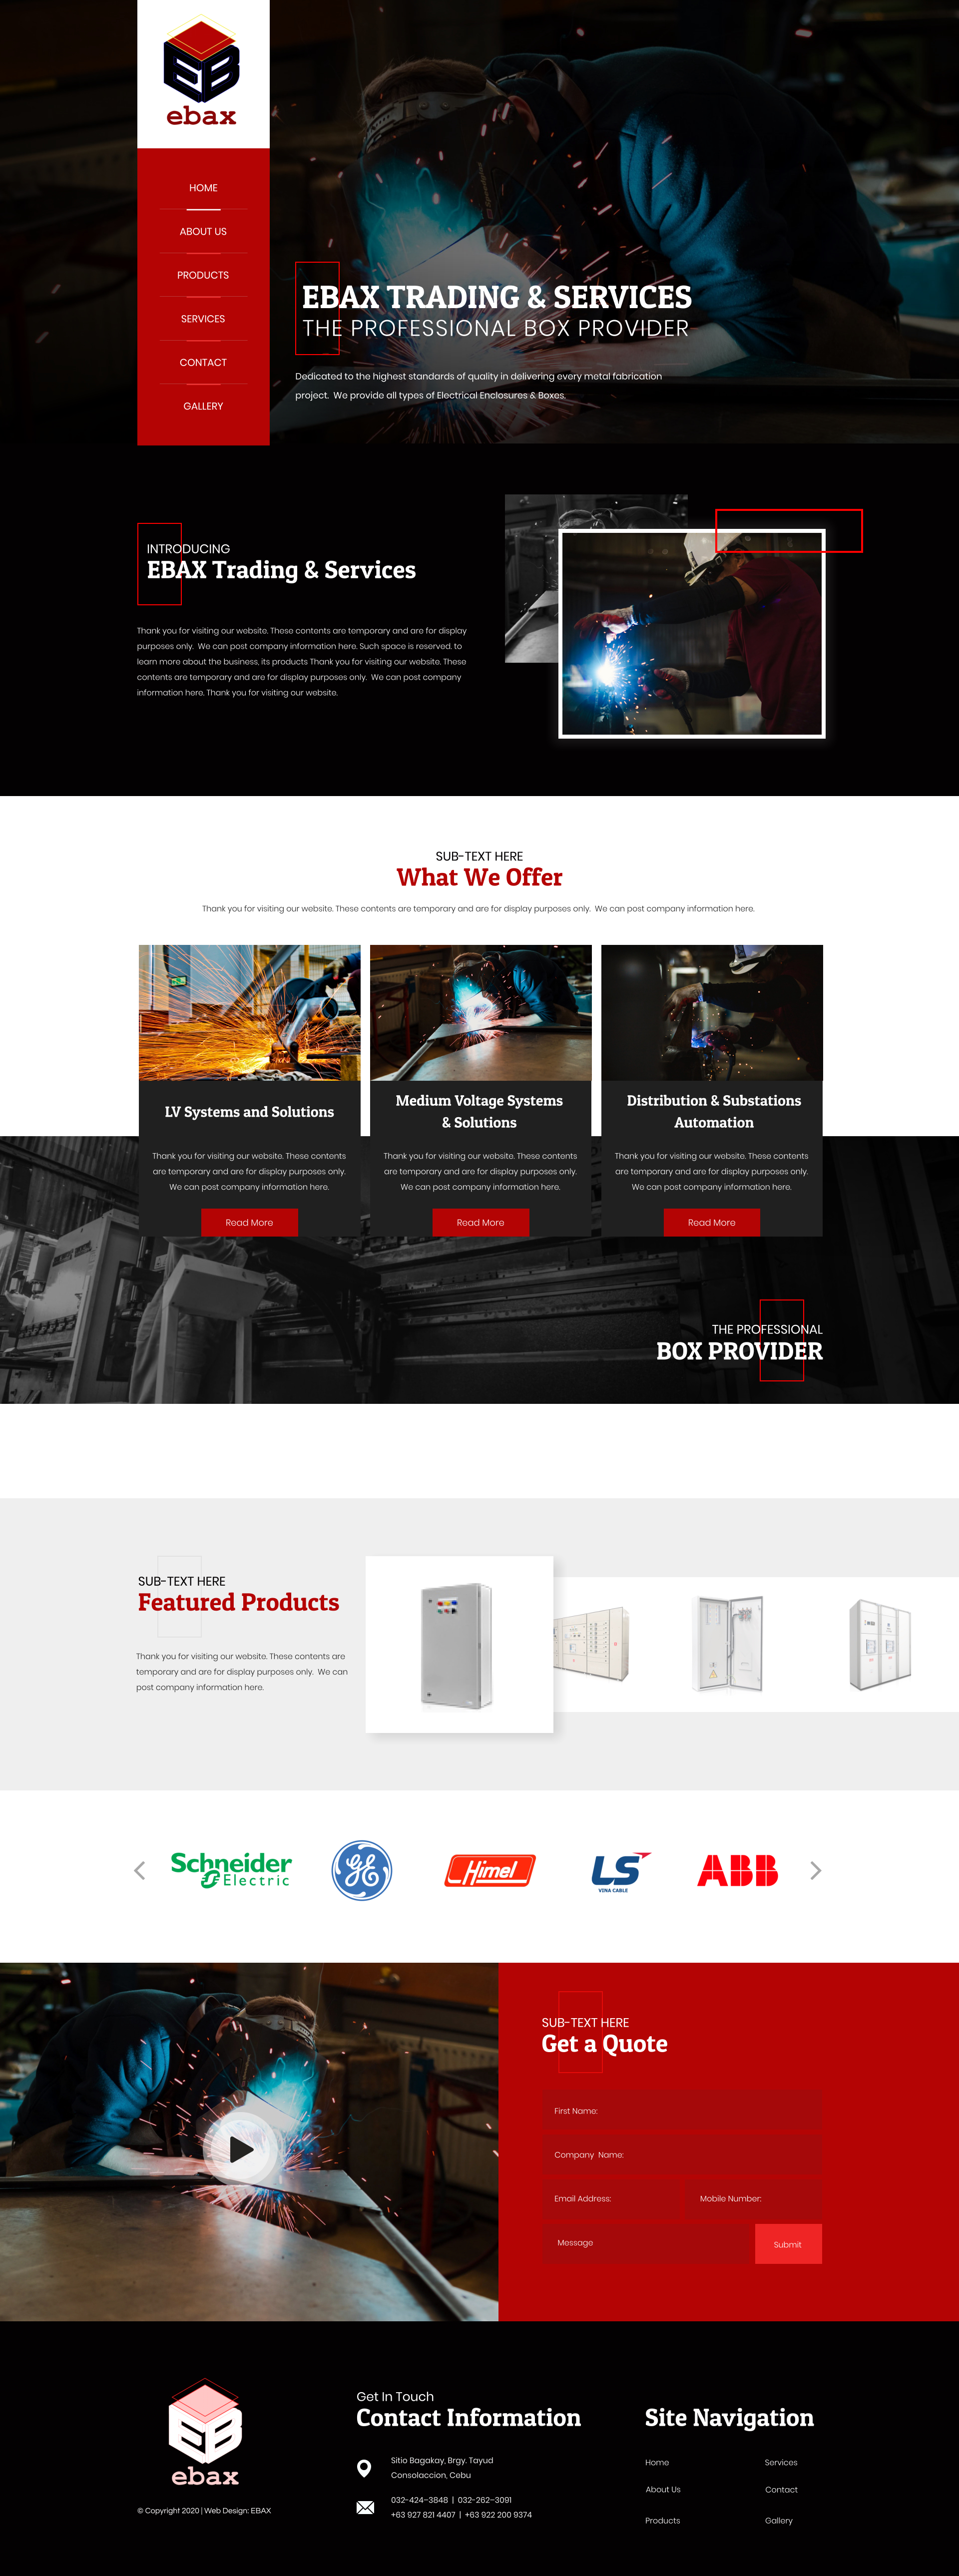 EB
ebax
HOME
ABOUT US
PRODUCTS
SERVICES
CONTACT
GALLERY
EBAX TRADING & SERVICES
THE PROFESSIONAL BOX PROVIDER
Dedicated to the highest standards of quality in delivering every metal fabrication
project. We provide all types of Electrical Enclosures & Boxes.
INTRODUCING
EBAX Trading & Services
Thank you for visiting our website. These contents are temporary and are for display
purposes only. We can post company information here. Such space is reserved. to
learn more about the business, its products Thank you for visiting our website. These
contents are temporary and are for display purposes only. We can post company
information here. Thank you for visiting our website.
SUB-TEXT HERE
What We Offer
Thank you for visiting our website. These contents are temporary and are for display purposes only. We can post company information here.
LV Systems and Solutions
Thank you for visiting our website. These contents
are temporary and are for display purposes only.
We can post company information here.
Read More
Medium Voltage Systems
& Solutions
Thank you for visiting our website. These contents
are temporary and are for display purposes only.
We can post company information here.
Read More
Distribution & Substations
Automation
Thank you for visiting our website. These contents
are temporary and are for display purposes only.
We can post company information here.
Read More
THE PROFESSIONAL
BOX PROVIDER
SUB-TEXT HERE
Featured Products
Thank you for visiting our website. These contents are
temporary and are for display purposes only. We can
post company information here.
Schneider
Electric
GE
Himel
LS
VINA CABLE
ABB
SUB-TEXT HERE
Get a Quote
First Name:
Company Name:
Email Address:
Mobile Number:
Message
Submit
EB
ebax
© Copyright 2020 | Web Design: EBAX
Get In Touch
Contact Information
Sitio Bagakay, Brgy. Tayud
Consolaccion, Cebu
032-424–3848 | 032-262–3091
+63 927 821 4407 | +63 922 200 9374
Site Navigation
Home
Services
About Us
Contact
Products
Gallery